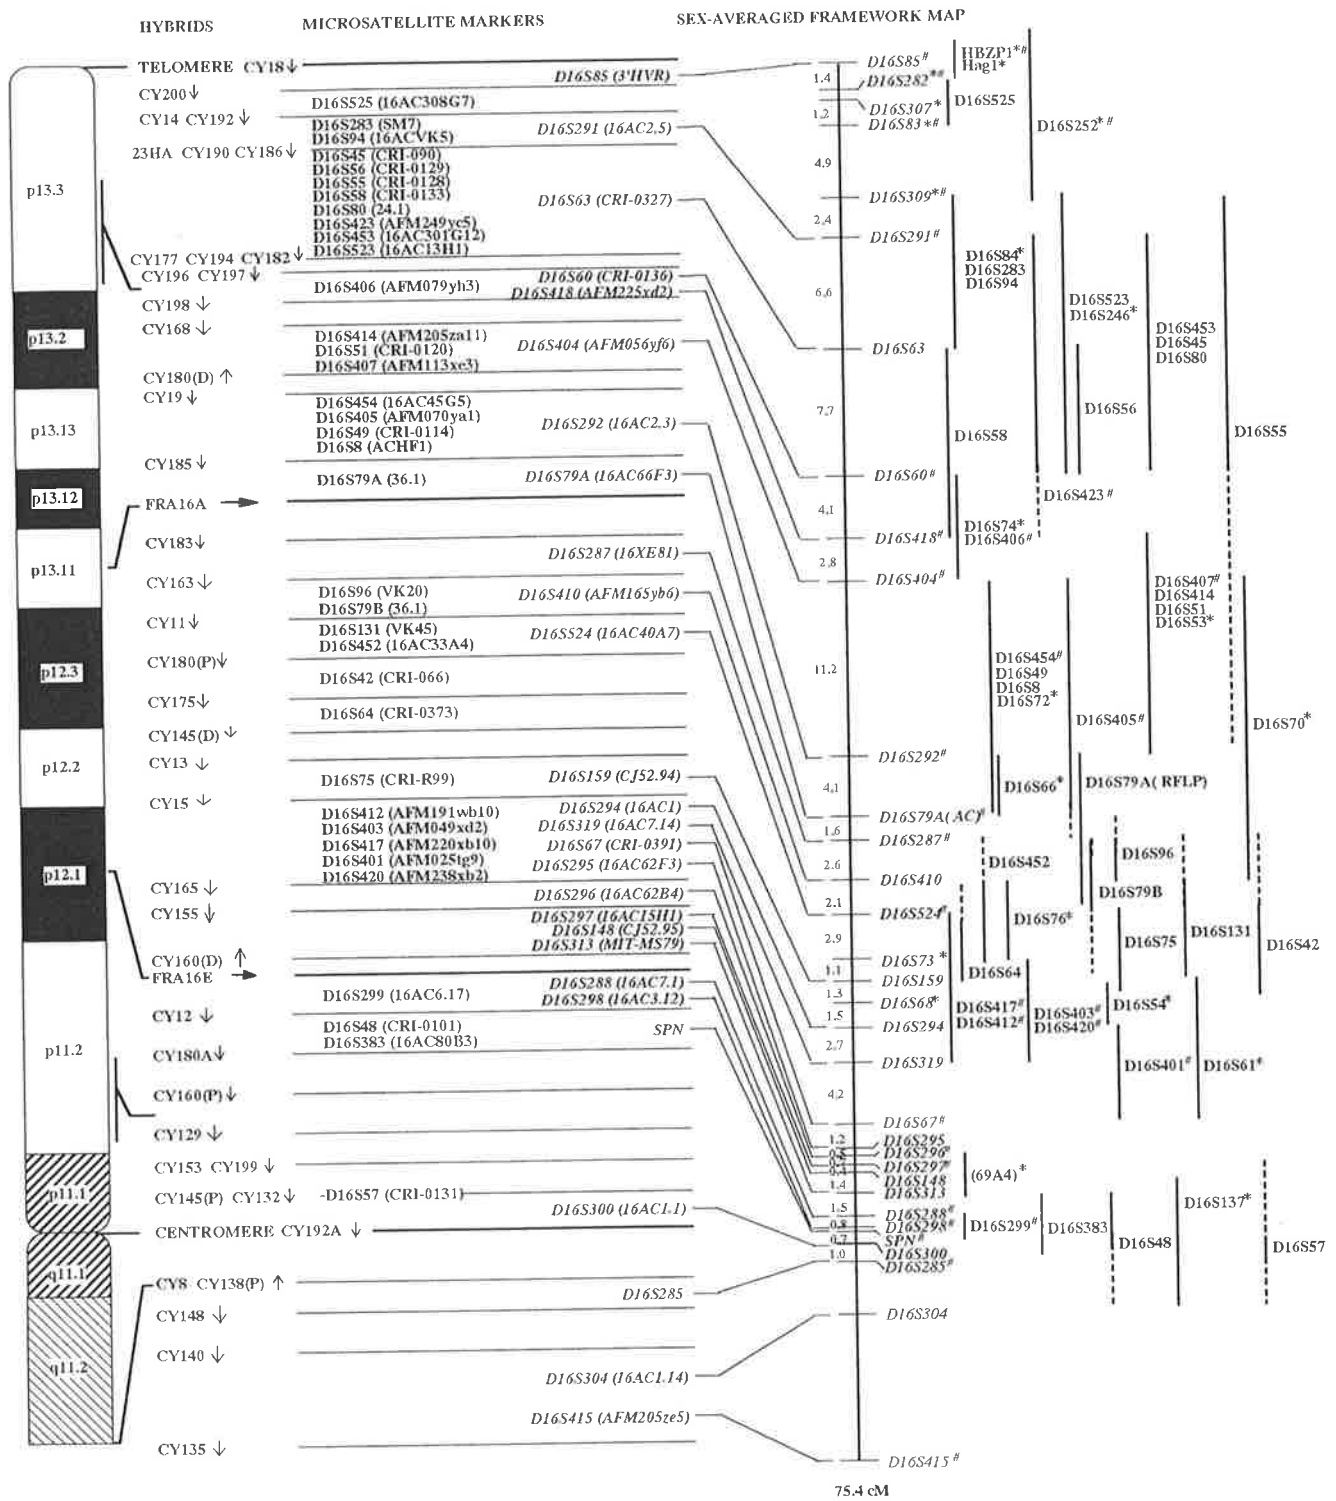 HYBRIDS
MICROSATELLITE MARKERS
SEX-AVERAGED FRAMEWORK MAP
p13.3
p13.2
p13.13
p13.12
p13.11
p12.3
p12.2
p12.1
p11.2
p11.1
q11.1
q11.2
TELOMERE CY18↓
CY200↓
CY14 CY192↓
23HA CY190 CY186↓
CY177 CY194 CY182↓
CY196 CY197↓
CY198 ↓
CY168 ↓
CY180(D) ↑
CY19↓
CY185↓
FRA16A →
CY183↓
CY163↓
CY11↓
CY180(P)↓
CY175↓
CY145(D) ↓
CY13 ↓
CY15 ↓
CY165 ↓
CY155 ↓
CY160(D) ↑
FRA16E →
CY12 ↓
CY180A↓
CY160(P)↓
CY129 ↓
CY153 CY199 ↓
CY145(P) CY132↓
CENTROMERE CY192A ↓
CY8 CY138(P) ↑
CY148 ↓
CY140 ↓
CY135 ↓
D16S525 (16AC308G7)
D16S283 (SM7)
D16S94 (16ACVK5)
D16S45 (CRI-090)
D16S56 (CRI-0129)
D16S55 (CRI-0128)
D16S58 (CRI-0133)
D16S80 (24.1)
D16S423 (AFM249yc5)
D16S453 (16AC301G12)
D16S523 (16AC13H1)
D16S406 (AFM079yh3)
D16S414 (AFM205za11)
D16S51 (CRI-0120)
D16S407 (AFM113xe3)
D16S454 (16AC45G5)
D16S405 (AFM070ya1)
D16S49 (CRI-0114)
D16S8 (ACHF1)
D16S79A (36.1)
D16S96 (VK20)
D16S79B (36.1)
D16S131 (VK45)
D16S452 (16AC33A4)
D16S42 (CRI-066)
D16S64 (CRI-0373)
D16S75 (CRI-R99)
D16S412 (AFM191wb10)
D16S403 (AFM049xd2)
D16S417 (AFM220xb10)
D16S401 (AFM025tg9)
D16S420 (AFM238xb2)
D16S299 (16AC6.17)
D16S48 (CRI-0101)
D16S383 (16AC80B3)
-D16S57 (CRI-0131)
D16S85 (3'HVR)
D16S291 (16AC2.5)
D16S63 (CRI-0327)
D16S60 (CRI-0136)
D16S418 (AFM225xd2)
D16S404 (AFM056yf6)
D16S292 (16AC2.3)
D16S79A (16AC66F3)
D16S287 (16XE81)
D16S410 (AFM165yb6)
D16S524 (16AC40A7)
D16S159 (CJ52.94)
D16S294 (16AC1)
D16S319 (16AC7.14)
D16S67 (CRI-0391)
D16S295 (16AC62F3)
D16S296 (16AC62B4)
D16S297 (16AC15H1)
D16S148 (CJ52.95)
D16S313 (MIT-MS79)
D16S288 (16AC7.1)
D16S298 (16AC3.12)
SPN
D16S300 (16AC1.1)
D16S285
D16S304 (16AC1.14)
D16S415 (AFM205ze5)
1.4
1.2
4.9
2.4
6.6
7.7
4.1
2.8
11.2
4.1
1.6
2.6
2.1
2.9
1.1
1.3
1.5
2.7
4.2
1.2
1.4
1.5
0.8
0.7
1.0
D16S85#
D16S282*#
D16S307*
D16S83*#
D16S309*#
D16S291#
D16S63
D16S60#
D16S418#
D16S404#
D16S292#
D16S79A(AC)#
D16S287#
D16S410
D16S524#
D16S73 *
D16S159
D16S68*
D16S294
D16S319
D16S67#
D16S295
D16S296#
D16S297#
D16S148
D16S313
D16S288#
D16S298#
SPN#
D16S300
D16S285#
D16S304
D16S415#
75.4 cM
HBZP1*#
Hag1*
D16S525
D16S252*#
D16S84*
D16S283
D16S94
D16S523
D16S246*
D16S453
D16S45
D16S80
D16S56
D16S55
D16S58
D16S423#
D16S74*
D16S406#
D16S407#
D16S414
D16S51
D16S53*
D16S454#
D16S49
D16S8
D16S72*
D16S405#
D16S70*
D16S66*
D16S79A( RFLP)
D16S452
D16S96
D16S79B
D16S76*
D16S75
D16S131
D16S42
D16S64
D16S417#
D16S412#
D16S403#
D16S420#
D16S54*
D16S401#
D16S61*
(69A4) *
D16S299#
D16S383
D16S48
D16S137*
D16S57